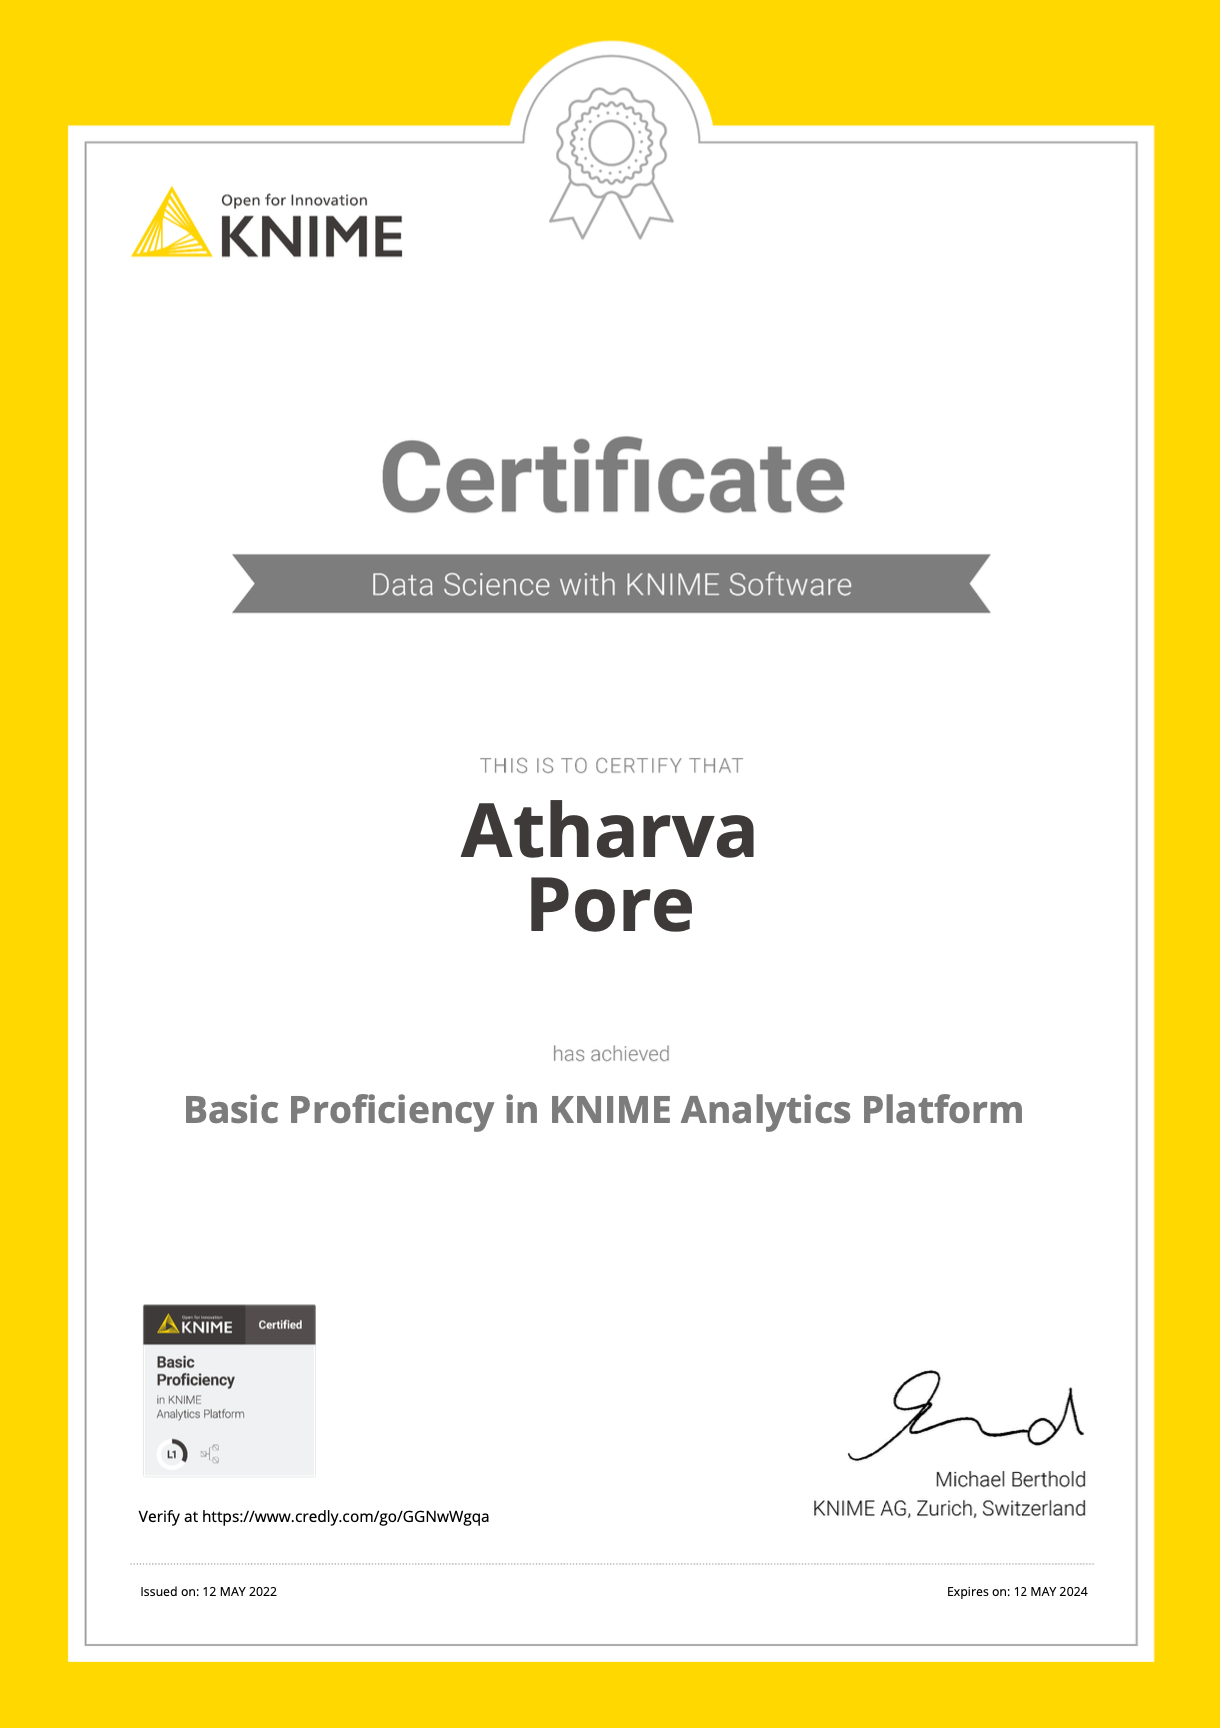 Open for Innovation
KNIME
Certificate
Data Science with KNIME Software
THIS IS TO CERTIFY THAT
Atharva
Pore
has achieved
Basic Proficiency in KNIME Analytics Platform
Open for Innovation
KNIME
Certified
Basic
Proficiency
in KNIME
Analytics Platform
L1
Michael Berthold
KNIME AG, Zurich, Switzerland
Verify at https://www.credly.com/go/GGNwWgqa
Issued on: 12 MAY 2022
Expires on: 12 MAY 2024